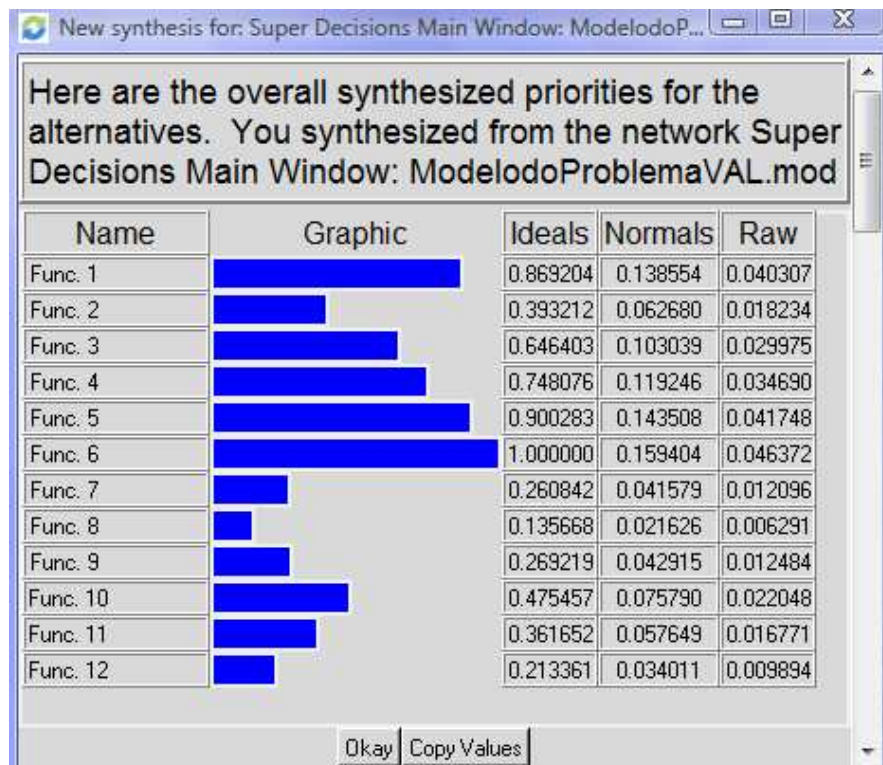 New synthesis for: Super Decisions Main Window: ModelodoP...
Here are the overall synthesized priorities for the
alternatives. You synthesized from the network Super
Decisions Main Window: ModelodoProblemaVAL.mod
Name Graphic Ideals Normals Raw
Func. 1 0.869204 0.138554 0.040307
Func. 2 0.393212 0.062680 0.018234
Func. 3 0.646403 0.103039 0.029975
Func. 4 0.748076 0.119246 0.034690
Func. 5 0.900283 0.143508 0.041748
Func. 6 1.000000 0.159404 0.046372
Func. 7 0.260842 0.041579 0.012096
Func. 8 0.135668 0.021626 0.006291
Func. 9 0.269219 0.042915 0.012484
Func. 10 0.475457 0.075790 0.022048
Func. 11 0.361652 0.057649 0.016771
Func. 12 0.213361 0.034011 0.009894
Okay Copy Values